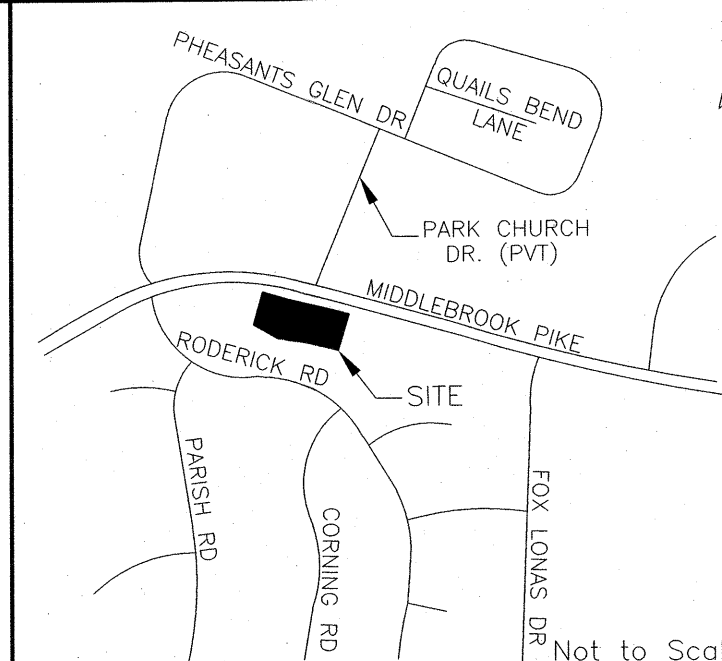 PHEASANTS GLEN DR
QUAILS BEND
LANE
PARK CHURCH
DR. (PVT)
MIDDLEBROOK PIKE
RODERICK RD
SITE
PARISH RD
CORNING RD
FOX LONAS DR
Not to